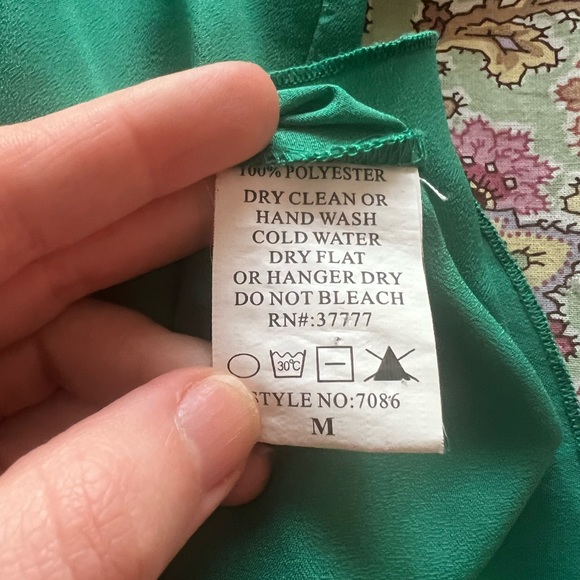 100% POLYESTER
DRY CLEAN OR
HAND WASH
COLD WATER
DRY FLAT
OR HANGER DRY
DO NOT BLEACH
RN#:37777
30°C
STYLE NO:7086
M